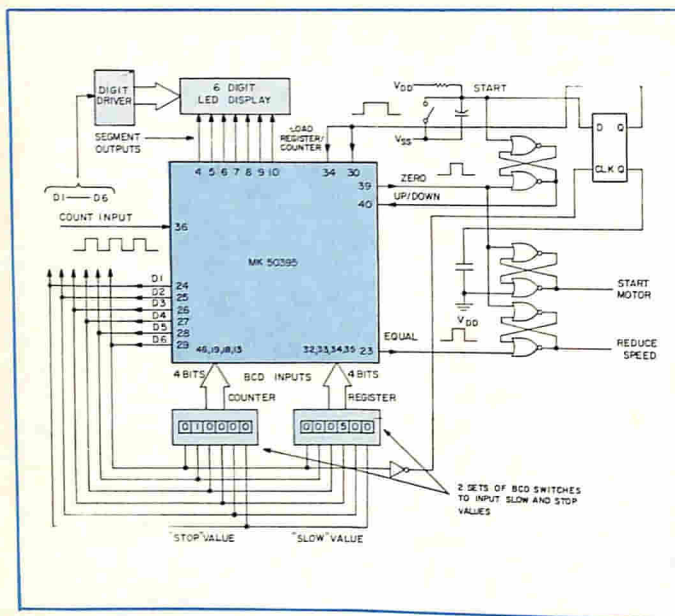 DIGIT
DRIVER
6 DIGIT
LED DISPLAY
SEGMENT
OUTPUTS
LOAD
REGISTER/
COUNTER
VDD
START
VSS
D Q
CLK Q
4 5 6 7 8 9 10
34 30
39
ZERO
UP/DOWN
40
D1 — D6
COUNT INPUT
36
MK 50395
D1 24
D2 25
D3 26
D4 27
D5 28
D6 29
START
MOTOR
VDD
EQUAL
REDUCE
SPEED
46,19,18,13
32,33,34,35 23
4 BITS
BCD INPUTS
4 BITS
COUNTER
REGISTER
0 1 0 0 0 0
0 0 0 5 0 0
2 SETS OF BCD SWITCHES
TO INPUT SLOW AND STOP
VALUES
"STOP" VALUE
"SLOW" VALUE